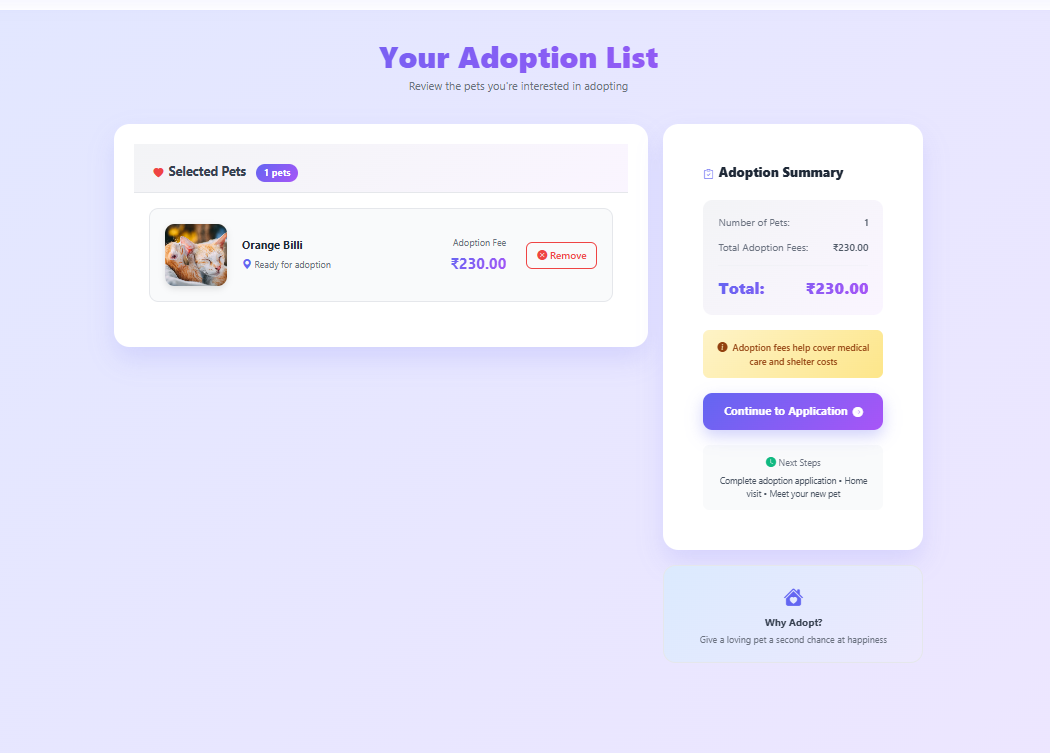 Your Adoption List
Review the pets you're interested in adopting
Selected Pets 1 pets
Orange Billi
Ready for adoption
Adoption Fee
₹230.00
Remove
Adoption Summary
Number of Pets: 1
Total Adoption Fees: ₹230.00
Total: ₹230.00
Adoption fees help cover medical
care and shelter costs
Continue to Application
Next Steps
Complete adoption application • Home
visit • Meet your new pet
Why Adopt?
Give a loving pet a second chance at happiness